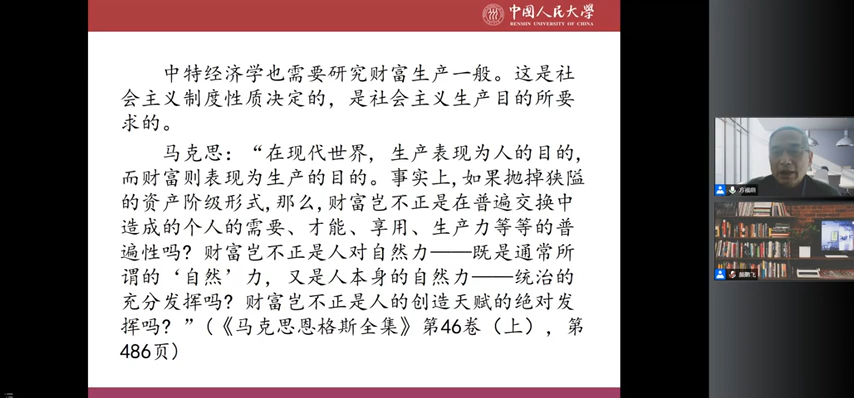 中国人民大学
RENMIN UNIVERSITY OF CHINA
中特经济学也需要研究财富生产一般。这是社
会主义制度性质决定的，是社会主义生产目的所要
求的。
马克思：“在现代世界，生产表现为人的目的，
而财富则表现为生产的目的。事实上，如果抛掉狭隘
的资产阶级形式，那么，财富岂不正是在普遍交换中
造成的个人的需要、才能、享用、生产力等等的普
遍性吗？财富岂不正是人对自然力——既是通常所
谓的‘自然’力，又是人本身的自然力——统治的
充分发挥吗？财富岂不正是人的创造天赋的绝对发
挥吗？”（《马克思恩格斯全集》第46卷（上），第
486页）
颜鹏飞